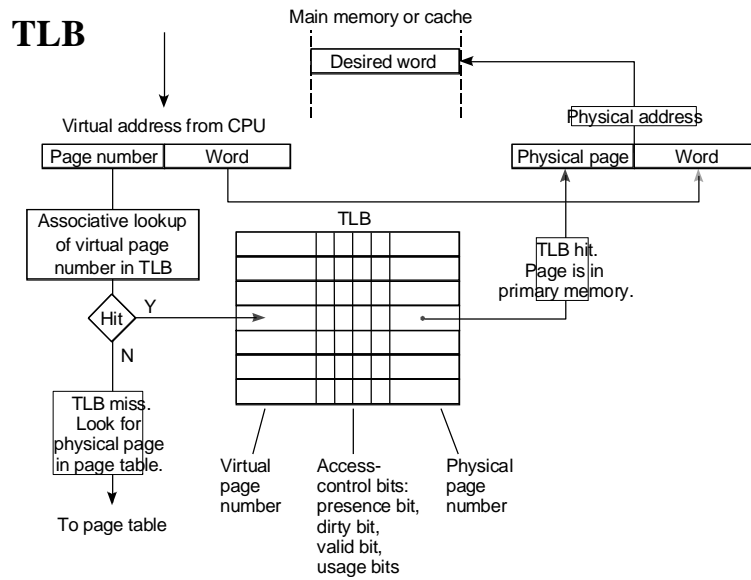 TLB
Main memory or cache
Desired word
Virtual address from CPU
Physical address
Page number
Word
Physical page
Word
Associative lookup
of virtual page
number in TLB
TLB
TLB hit.
Page is in
primary memory.
Hit
Y
N
TLB miss.
Look for
physical page
in page table.
To page table
Virtual
page
number
Access-
control bits:
presence bit,
dirty bit,
valid bit,
usage bits
Physical
page
number